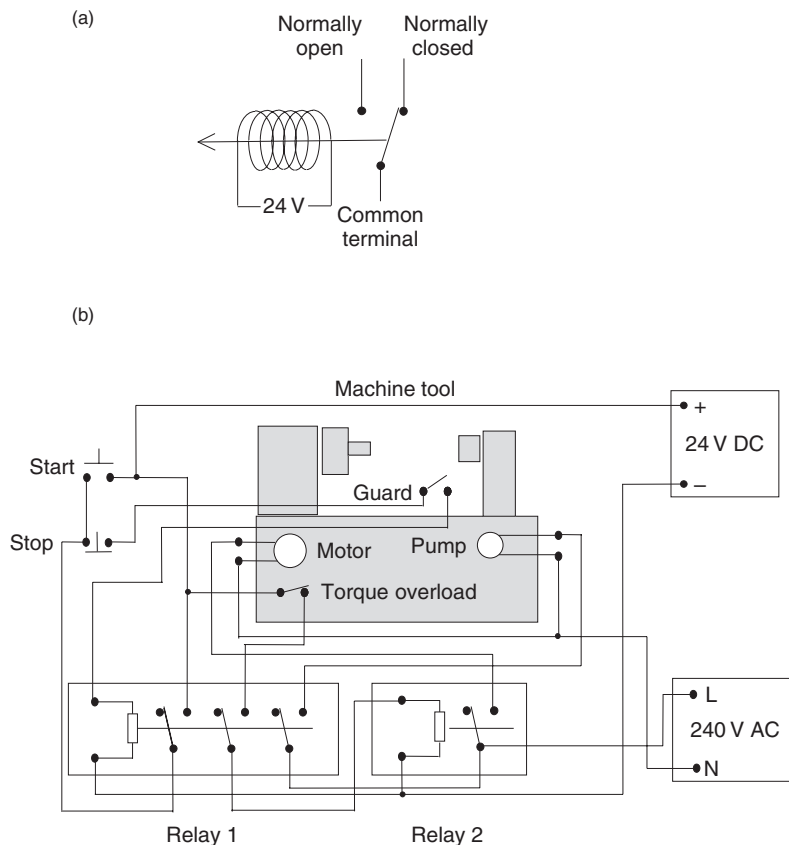 (a)
Normally
open
Normally
closed
24 V
Common
terminal
(b)
Machine tool
+
24 V DC
–
Start
Guard
Stop
Motor
Pump
Torque overload
L
240 V AC
N
Relay 1
Relay 2